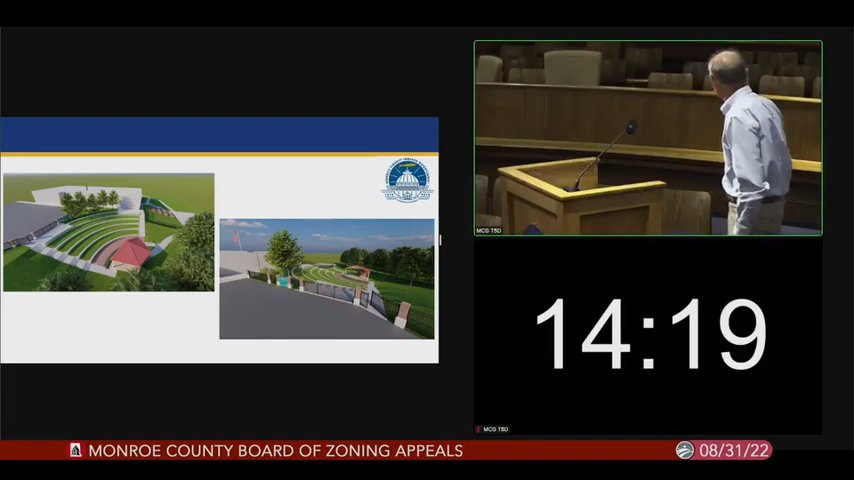 MCG TSD
14:19
MCG TSD
MONROE COUNTY BOARD OF ZONING APPEALS
08/31/22